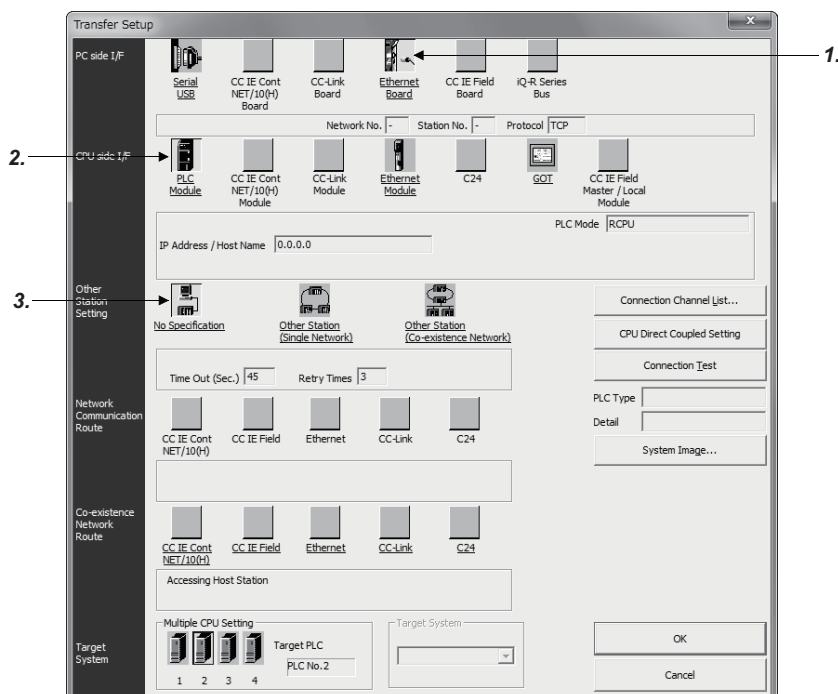 Transfer Setup
x
PC side I/F
Serial
USB
CC IE Cont
NET/10(H)
Board
CC-Link
Board
Ethernet
Board
CC IE Field
Board
iQ-R Series
Bus
1.
Network No. -
Station No. -
Protocol TCP
2.
CPU side I/F
PLC
Module
CC IE Cont
NET/10(H)
Module
CC-Link
Module
Ethernet
Module
C24
GOT
CC IE Field
Master / Local
Module
PLC Mode RCPU
IP Address / Host Name 0.0.0.0
3.
Other
Station
Setting
No Specification
Other Station
(Single Network)
Other Station
(Co-existence Network)
Connection Channel List...
CPU Direct Coupled Setting
Time Out (Sec.) 45
Retry Times 3
Connection Test
PLC Type
Detail
System Image...
Network
Communication
Route
CC IE Cont
NET/10(H)
CC IE Field
Ethernet
CC-Link
C24
Co-existence
Network
Route
CC IE Cont
NET/10(H)
CC IE Field
Ethernet
CC-Link
C24
Accessing Host Station
Target
System
Multiple CPU Setting
1 2 3 4
Target PLC
PLC No.2
Target System
OK
Cancel